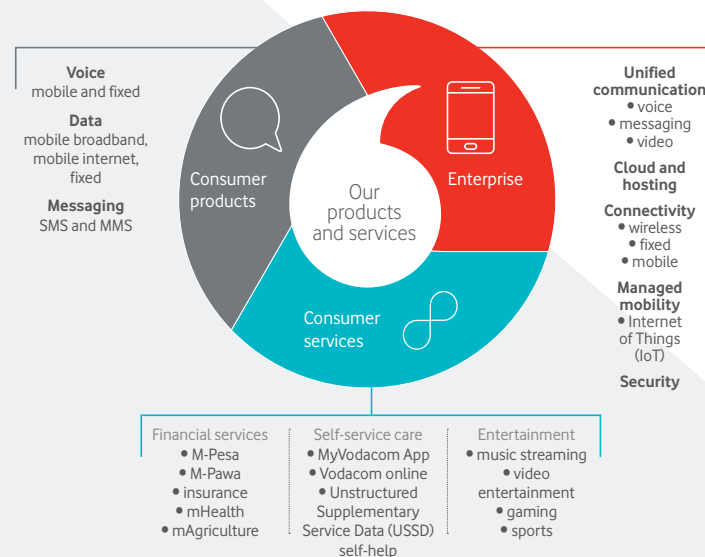 Voice
mobile and fixed
Data
mobile broadband,
mobile internet,
fixed
Messaging
SMS and MMS
Consumer
products
Our
products
and services
Enterprise
Consumer
services
Unified
communication
• voice
• messaging
• video
Cloud and
hosting
Connectivity
• wireless
• fixed
• mobile
Managed
mobility
• Internet
of Things
(IoT)
Security
Financial services
• M-Pesa
• M-Pawa
• insurance
• mHealth
• mAgriculture
Self-service care
• MyVodacom App
• Vodacom online
• Unstructured
Supplementary
Service Data (USSD)
self-help
Entertainment
• music streaming
• video
entertainment
• gaming
• sports